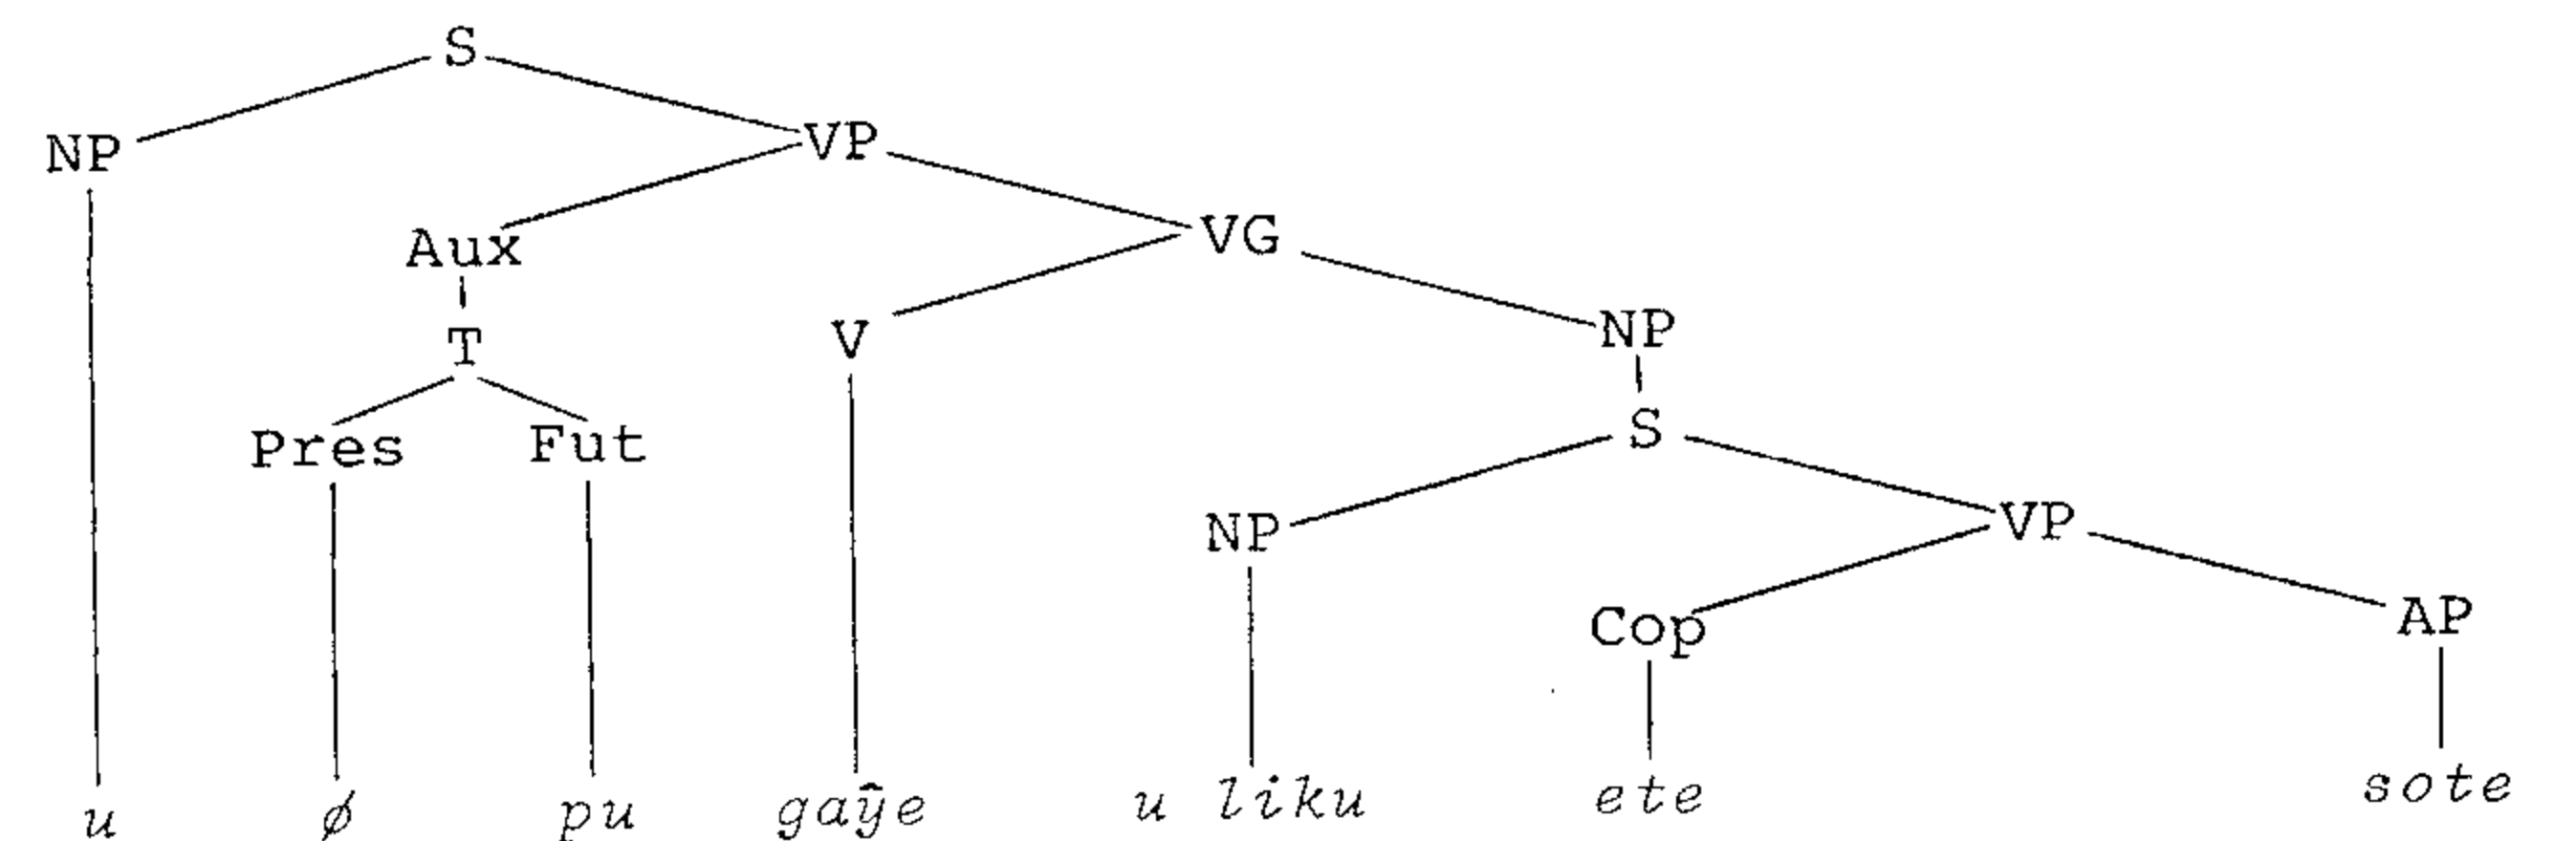 S
NP VP
Aux VG
T V NP
Pres Fut S
NP VP
Cop AP
u ø pu gaŷe u liku ete sote